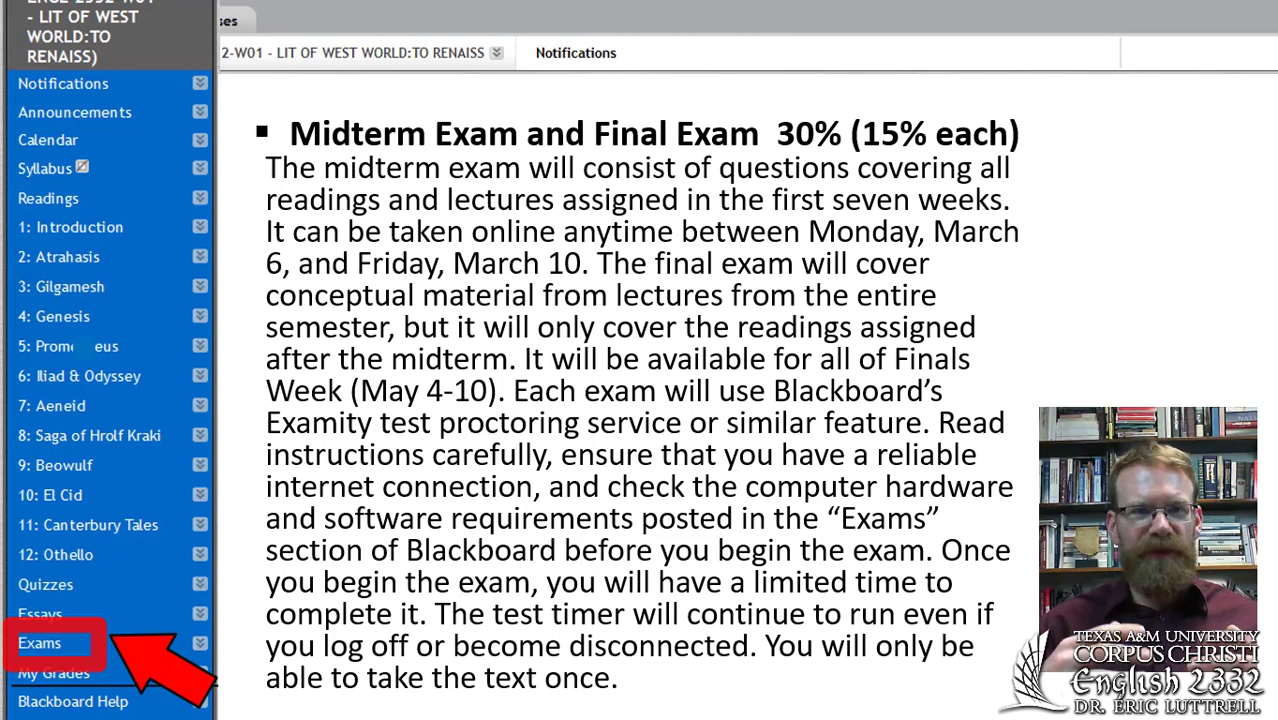 - LIT OF WEST
WORLD:TO
RENAISS)
Notifications
Announcements
Calendar
Syllabus
Readings
1: Introduction
2: Atrahasis
3: Gilgamesh
4: Genesis
5: Prome eus
6: Iliad & Odyssey
7: Aeneid
8: Saga of Hrolf Kraki
9: Beowulf
10: El Cid
11: Canterbury Tales
12: Othello
Quizzes
Essays
Exams
My Grades
Blackboard Help
ses
2-W01 - LIT OF WEST WORLD:TO RENAISS
Notifications
▪ Midterm Exam and Final Exam 30% (15% each)
The midterm exam will consist of questions covering all
readings and lectures assigned in the first seven weeks.
It can be taken online anytime between Monday, March
6, and Friday, March 10. The final exam will cover
conceptual material from lectures from the entire
semester, but it will only cover the readings assigned
after the midterm. It will be available for all of Finals
Week (May 4-10). Each exam will use Blackboard’s
Examity test proctoring service or similar feature. Read
instructions carefully, ensure that you have a reliable
internet connection, and check the computer hardware
and software requirements posted in the “Exams”
section of Blackboard before you begin the exam. Once
you begin the exam, you will have a limited time to
complete it. The test timer will continue to run even if
you log off or become disconnected. You will only be
able to take the text once.
TEXAS A&M UNIVERSITY
CORPUS CHRISTI
English 2332
DR. ERIC LUTTRELL